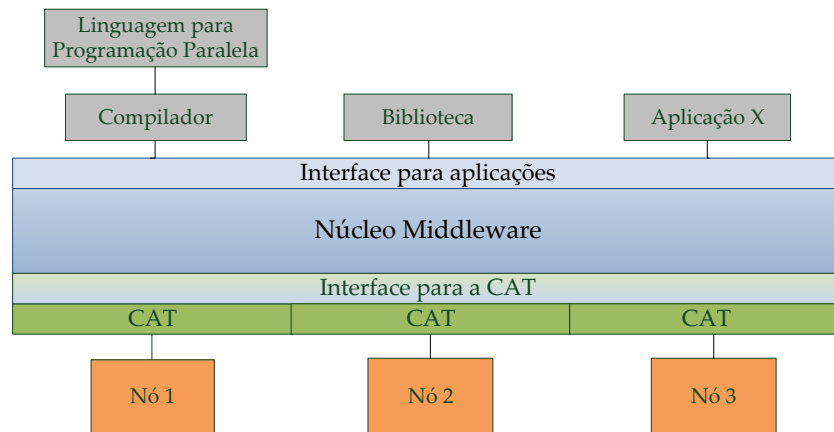 Linguagem para
Programação Paralela
Compilador
Biblioteca
Aplicação X
Interface para aplicações
Núcleo Middleware
Interface para a CAT
CAT
CAT
CAT
Nó 1
Nó 2
Nó 3